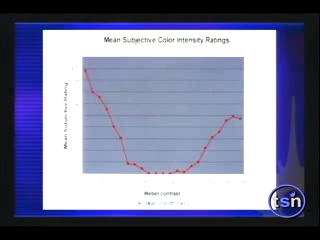 Mean Subjective Color Intensity Ratings
Mean Subjective Rating
Weber contrast
tsn